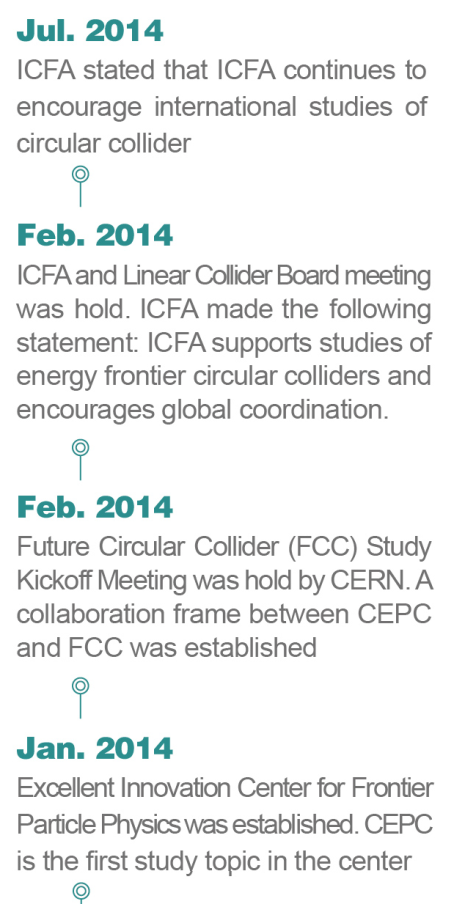 Jul. 2014
ICFA stated that ICFA continues to
encourage international studies of
circular collider
Feb. 2014
ICFA and Linear Collider Board meeting
was hold. ICFA made the following
statement: ICFA supports studies of
energy frontier circular colliders and
encourages global coordination.
Feb. 2014
Future Circular Collider (FCC) Study
Kickoff Meeting was hold by CERN. A
collaboration frame between CEPC
and FCC was established
Jan. 2014
Excellent Innovation Center for Frontier
Particle Physics was established. CEPC
is the first study topic in the center